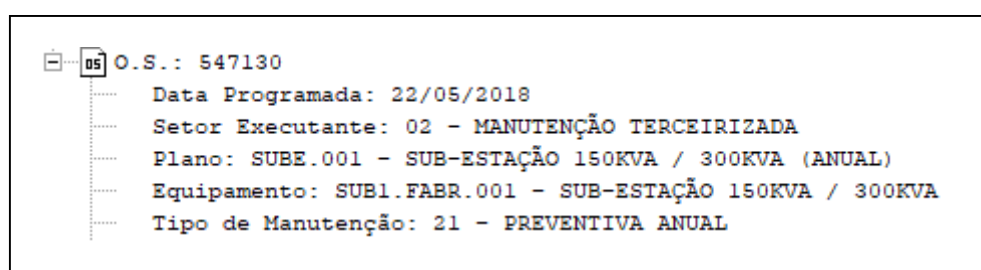 OS O.S.: 547130
Data Programada: 22/05/2018
Setor Executante: 02 - MANUTENÇÃO TERCEIRIZADA
Plano: SUBE.001 - SUB-ESTAÇÃO 150KVA / 300KVA (ANUAL)
Equipamento: SUB1.FABR.001 - SUB-ESTAÇÃO 150KVA / 300KVA
Tipo de Manutenção: 21 - PREVENTIVA ANUAL